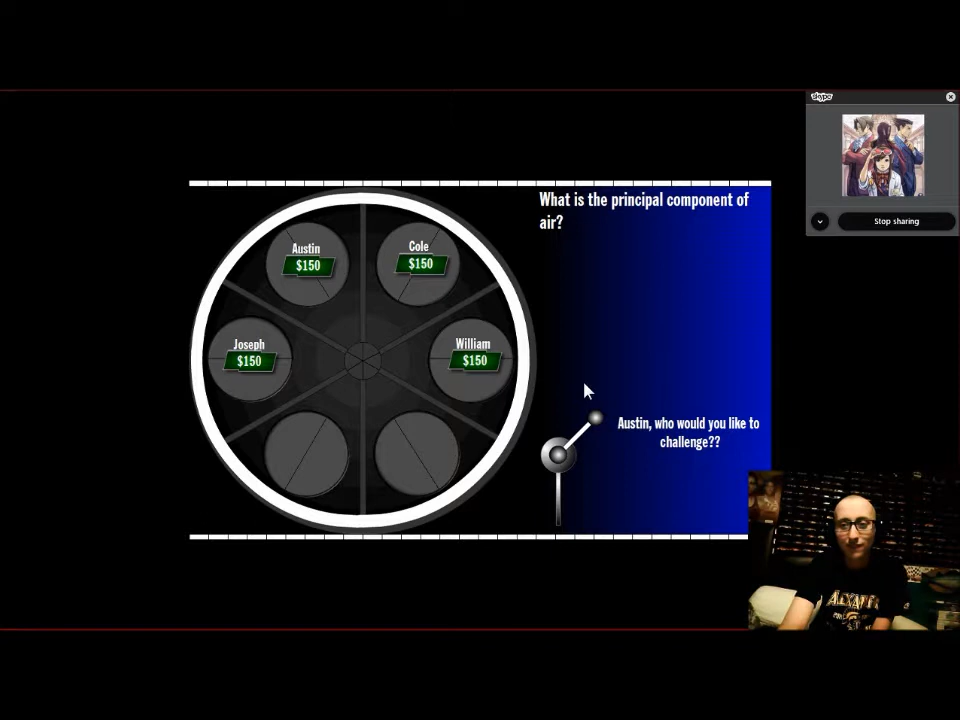 skype
Stop sharing
What is the principal component of
air?
Austin
$150
Cole
$150
Joseph
$150
William
$150
Austin, who would you like to
challenge??